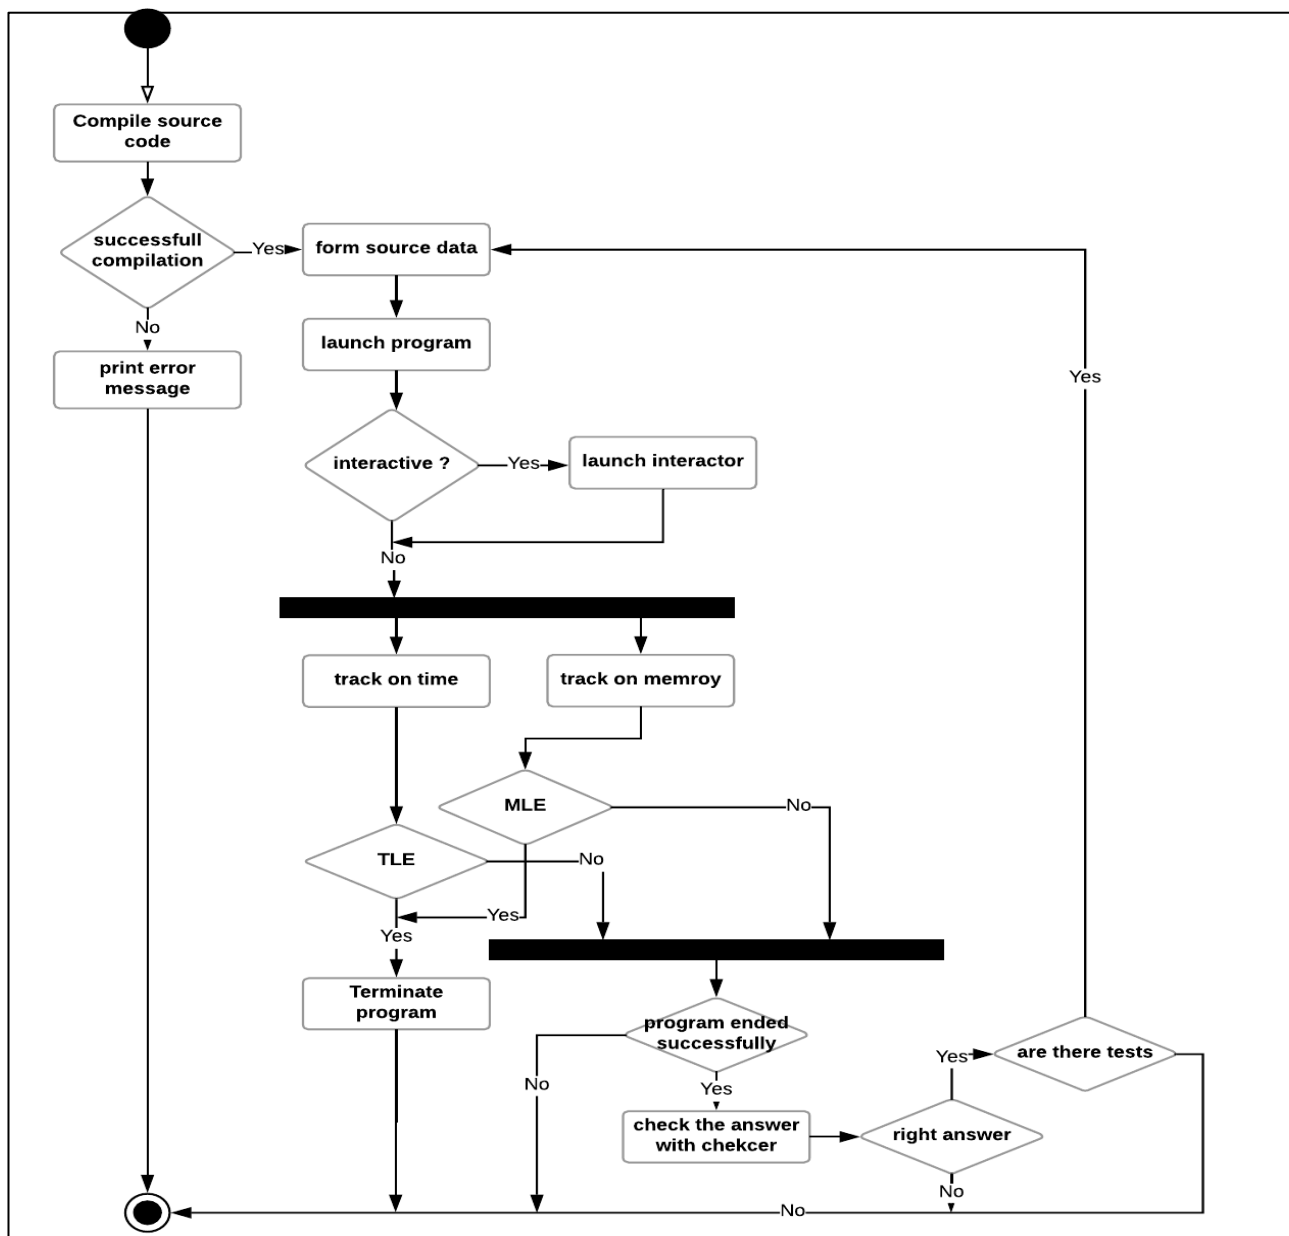 Compile source
code
successfull
compilation
Yes
form source data
No
launch program
print error
message
Yes
interactive ?
Yes
launch interactor
No
track on time
track on memroy
MLE
No
TLE
No
Yes
Yes
Terminate
program
program ended
successfully
No
Yes
check the answer
with chekcer
right answer
Yes
are there tests
No
No